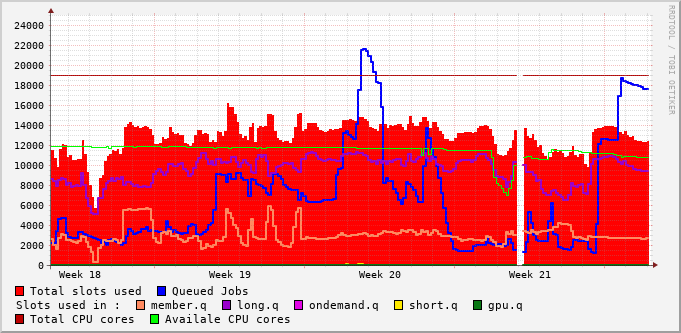 RRDTOOL / TOBI OETIKER
24000
22000
20000
18000
16000
14000
12000
10000
8000
6000
4000
2000
0
Week 18 Week 19 Week 20 Week 21
Total slots used Queued Jobs
Slots used in : member.q long.q ondemand.q short.q gpu.q
Total CPU cores Availale CPU cores